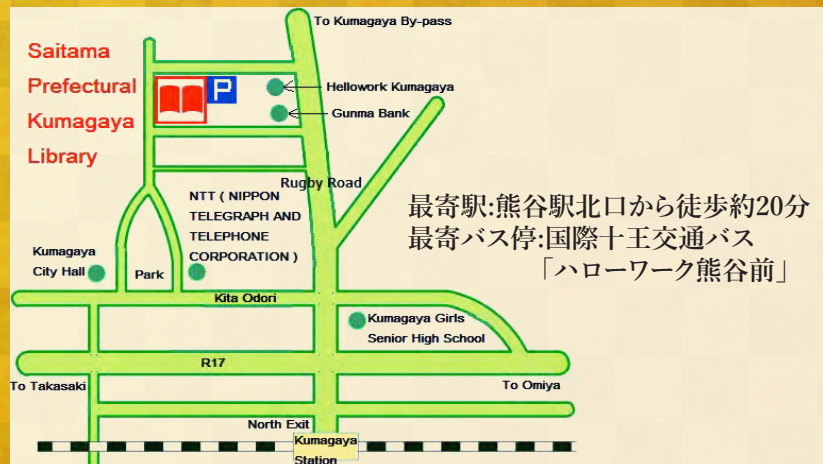 To Kumagaya By-pass
Saitama
Prefectural
Kumagaya
Library
P
Hellowork Kumagaya
Gunma Bank
Rugby Road
NTT ( NIPPON
TELEGRAPH AND
TELEPHONE
CORPORATION )
Kumagaya
City Hall
Park
最寄駅:熊谷駅北口から徒歩約20分
最寄バス停:国際十王交通バス
「ハローワーク熊谷前」
Kita Odori
Kumagaya Girls
Senior High School
R17
To Takasaki
To Omiya
North Exit
Kumagaya
Station